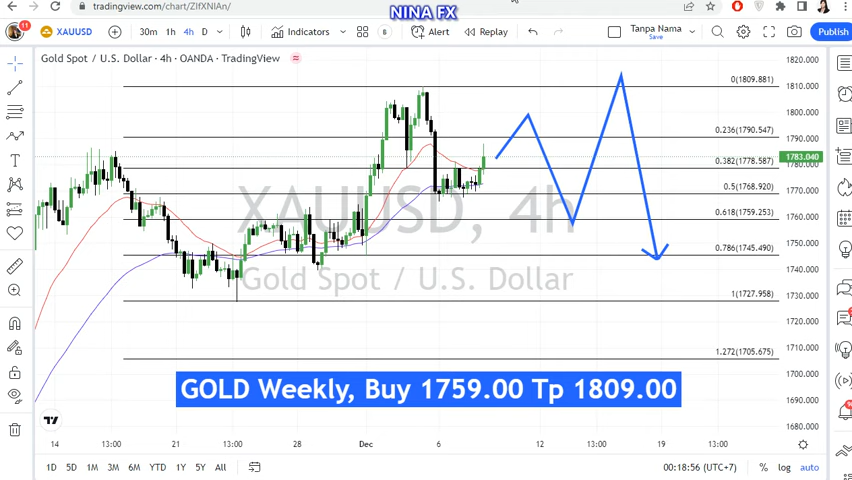 tradingview.com/chart/ZIfXNIAn/
NINA FX
11
XAUUSD
30m 1h 4h D
Indicators
8
Alert
Replay
Tanpa Nama
Save
Publish
Gold Spot / U.S. Dollar · 4h · OANDA · TradingView
XAUUSD, 4h
Gold Spot / U.S. Dollar
0(1809.881)
0.236(1790.547)
0.382(1778.587)
0.5(1768.920)
0.618(1759.253)
0.786(1745.490)
1(1727.958)
1.272(1705.675)
1820.000
1810.000
1800.000
1790.000
1783.040
1780.000
1770.000
1760.000
1750.000
1740.000
1730.000
1720.000
1710.000
1700.000
1690.000
1680.000
GOLD Weekly, Buy 1759.00 Tp 1809.00
14 13:00 21 13:00 28 Dec 6 12 13:00 19 13:00
1D 5D 1M 3M 6M YTD 1Y 5Y All
00:18:56 (UTC+7)
% log auto